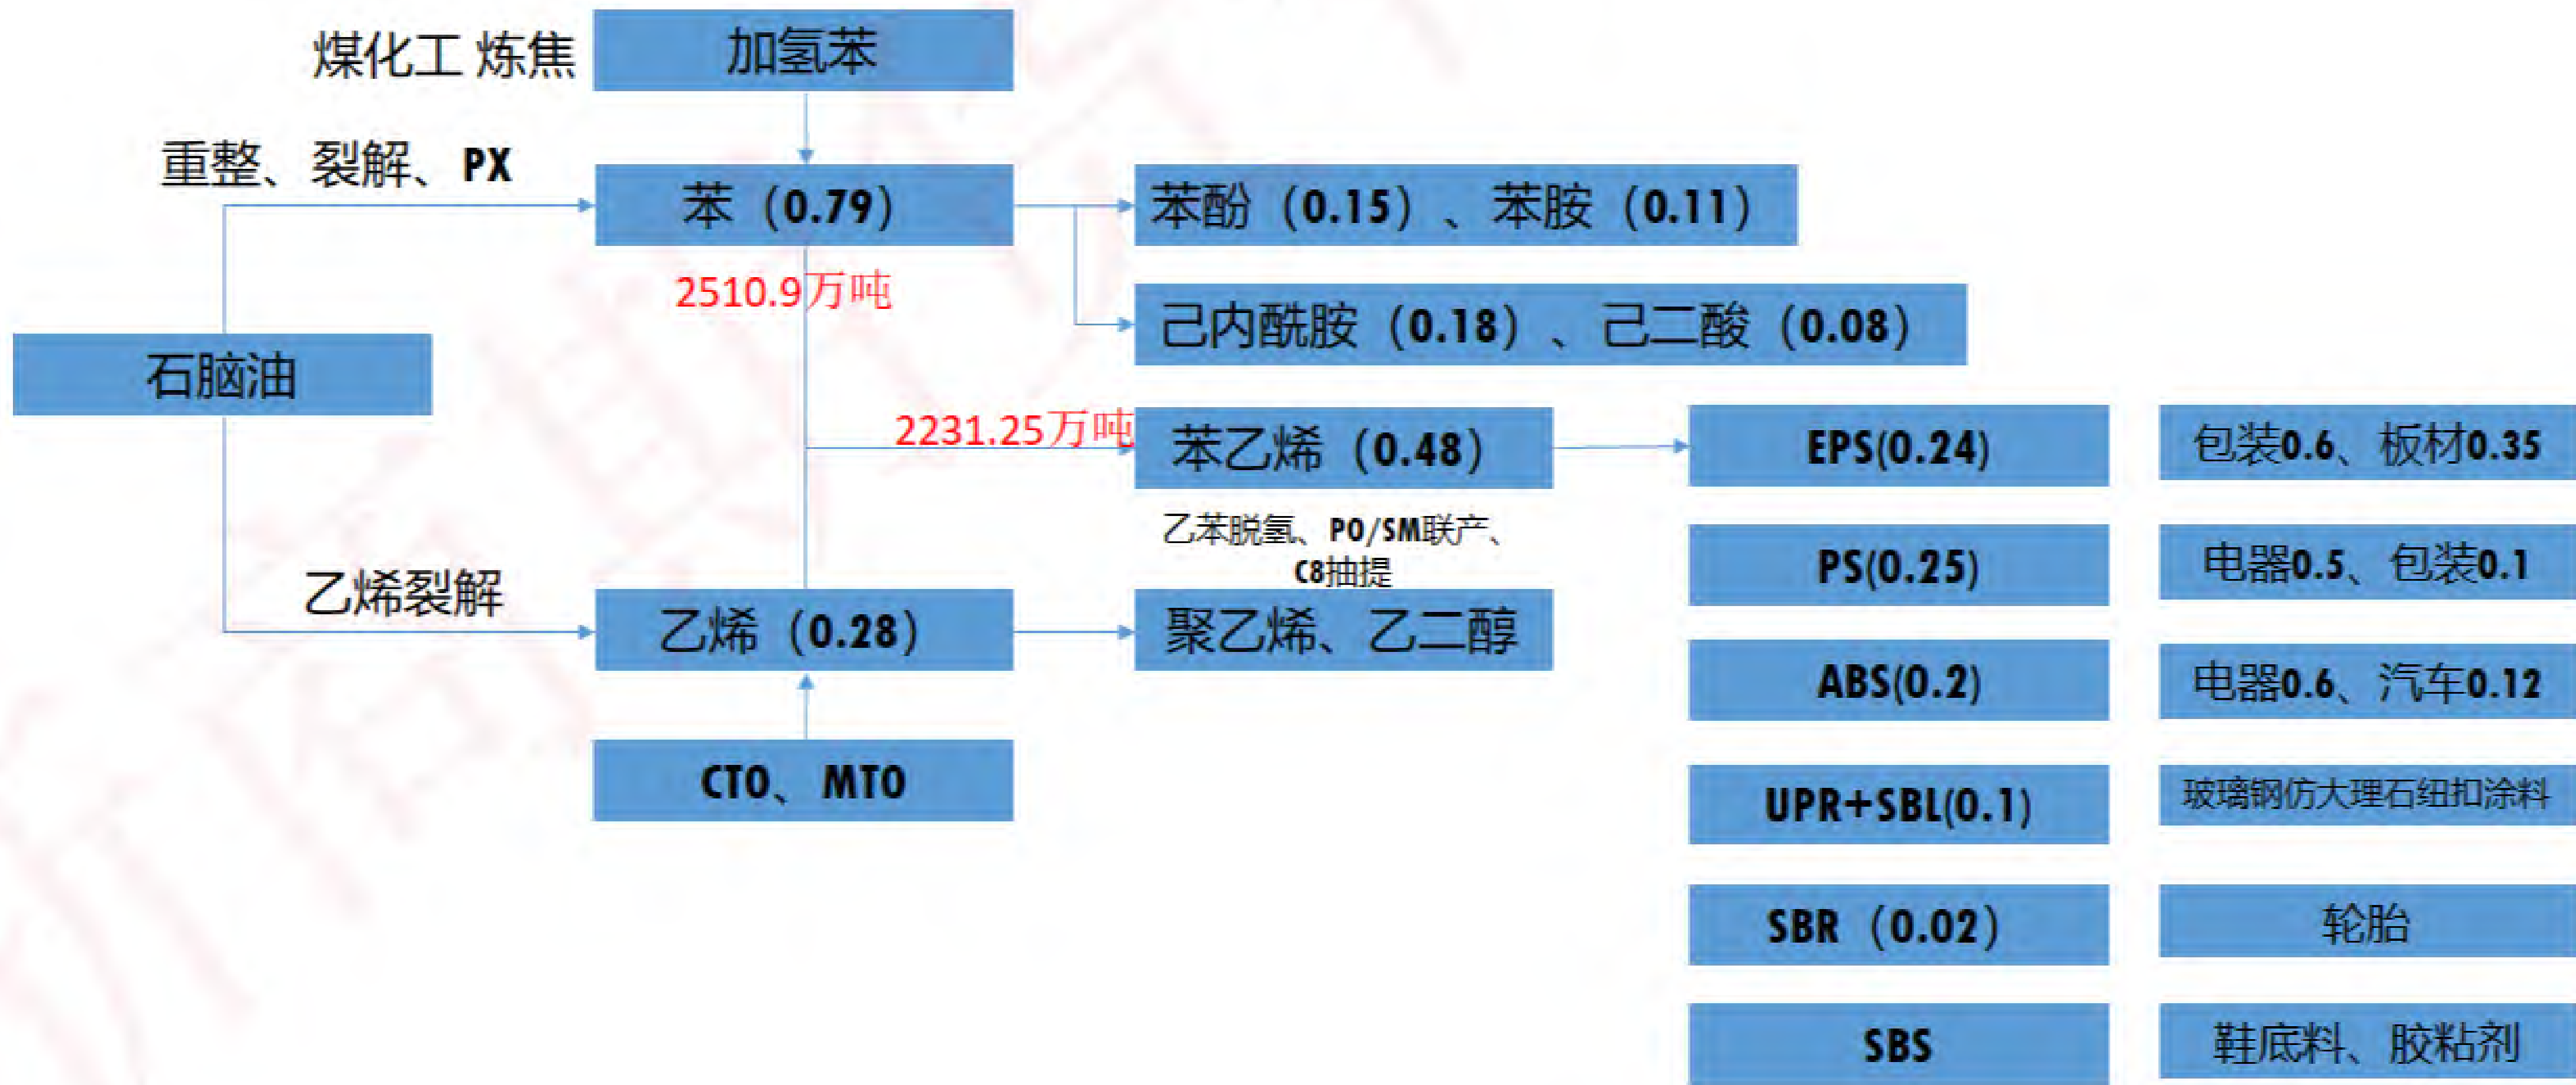 煤化工 炼焦
加氢苯
重整、裂解、PX
苯（0.79）
苯酚（0.15）、苯胺（0.11）
2510.9万吨
己内酰胺（0.18）、己二酸（0.08）
石脑油
2231.25万吨
苯乙烯（0.48）
EPS(0.24)
包装0.6、板材0.35
乙苯脱氢、PO/SM联产、
C8抽提
PS(0.25)
电器0.5、包装0.1
乙烯裂解
乙烯（0.28）
聚乙烯、乙二醇
ABS(0.2)
电器0.6、汽车0.12
CTO、MTO
UPR+SBL(0.1)
玻璃钢仿大理石纽扣涂料
SBR（0.02）
轮胎
SBS
鞋底料、胶粘剂